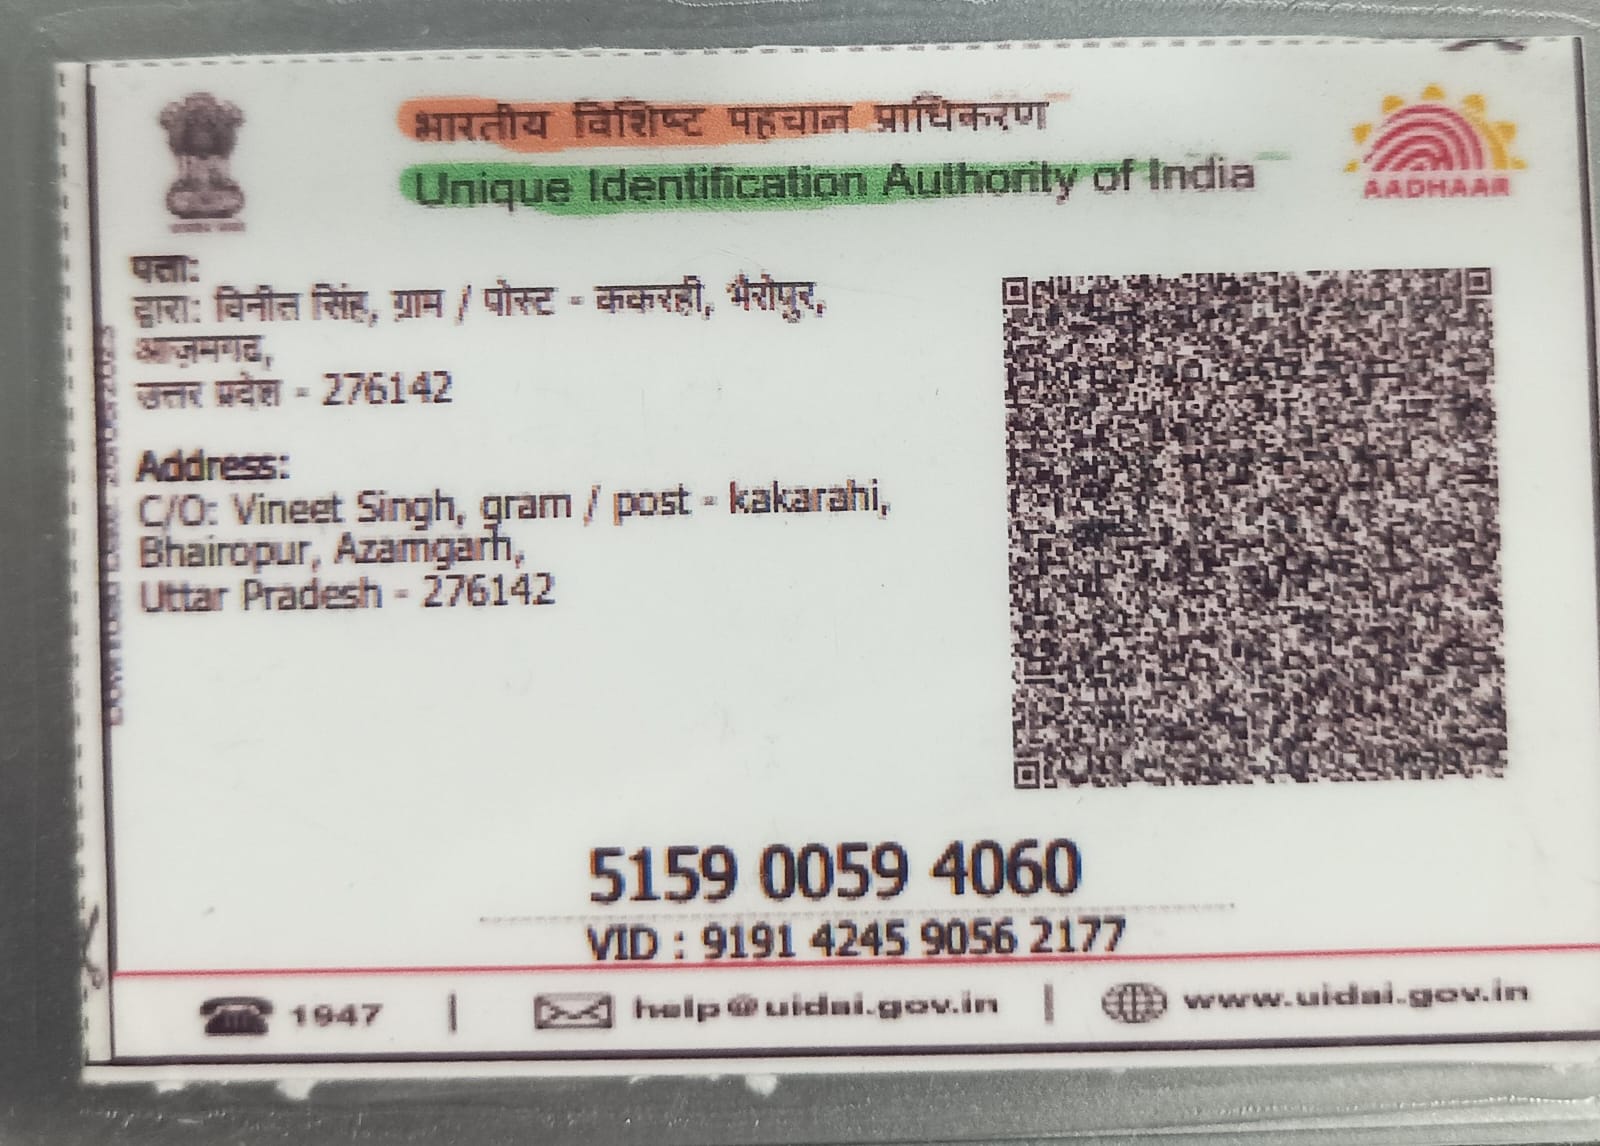 भारतीय विशिष्ट पहचान प्राधिकरण
Unique Identification Authority of India
AADHAAR
पता:
द्वारा: विनीत सिंह, ग्राम / पोस्ट - ककरही, भैरोपुर,
आज़मगढ,
उत्तर प्रदेश - 276142
Address:
C/O: Vineet Singh, gram / post - kakarahi,
Bhairopur, Azamgarh,
Uttar Pradesh - 276142
5159 0059 4060
VID : 9191 4245 9056 2177
1947 | help@uidai.gov.in | www.uidai.gov.in